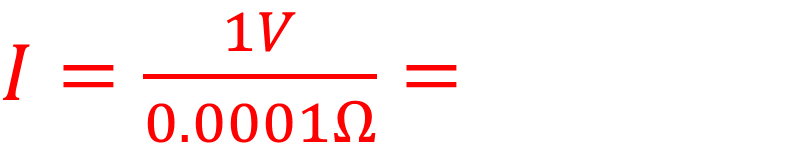 I = 1V / 0.0001Ω =